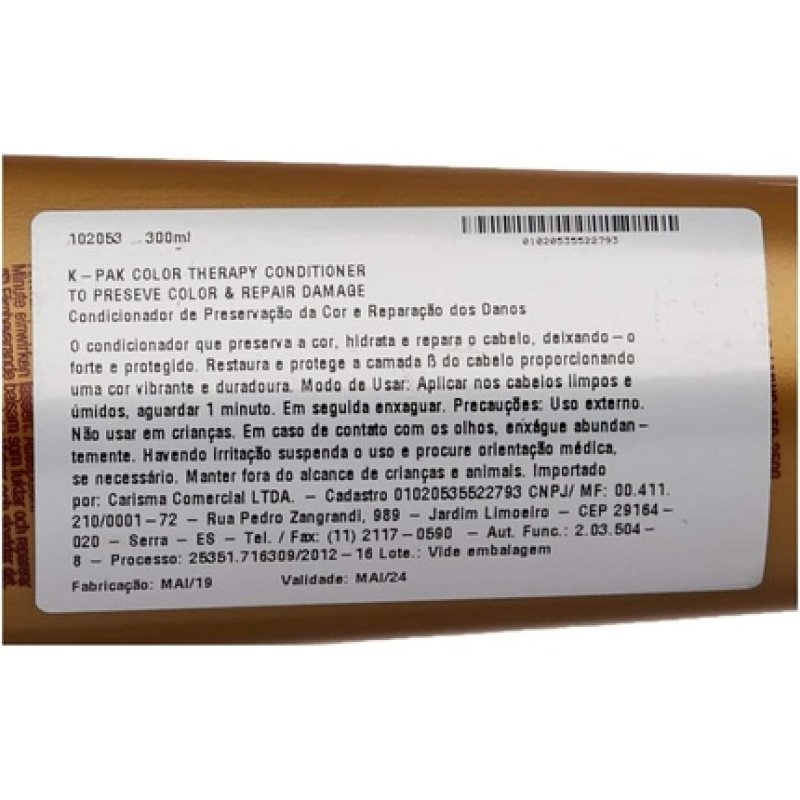 102053 300ml
01020535522793
K-PAK COLOR THERAPY CONDITIONER
TO PRESEVE COLOR & REPAIR DAMAGE
Condicionador de Preservação da Cor e Reparação dos Danos
O condicionador que preserva a cor, hidrata e repara o cabelo, deixando-o
forte e protegido. Restaura e protege a camada ß do cabelo proporcionando
uma cor vibrante e duradoura. Modo de Usar: Aplicar nos cabelos limpos e
úmidos, aguardar 1 minuto. Em seguida enxaguar. Precauções: Uso externo.
Não usar em crianças. Em caso de contato com os olhos, enxágue abundan-
temente. Havendo irritação suspenda o uso e procure orientação médica,
se necessário. Manter fora do alcance de crianças e animais. Importado
por: Carisma Comercial LTDA. - Cadastro 01020535522793 CNPJ/ MF: 00.411.
210/0001-72 - Rua Pedro Zangrandi, 989 - Jardim Limoeiro - CEP 29164-
020 - Serra - ES - Tel. / Fax: (11) 2117-0590 - Aut. Func.: 2.03.504-
8 - Processo: 25351.716309/2012-16 Lote.: Vide embalagem
Fabricação: MAI/19 Validade: MAI/24
Minute einwirken